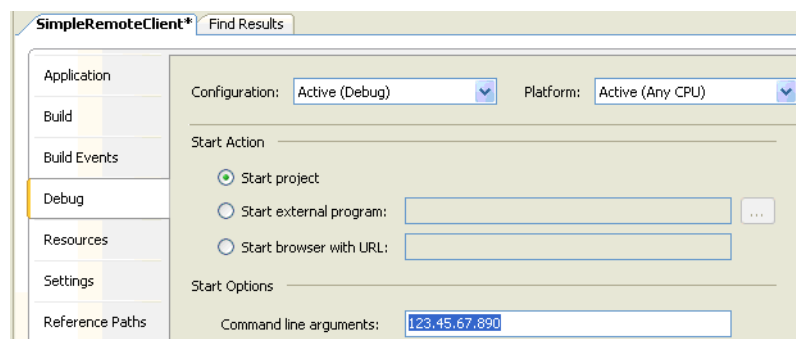 SimpleRemoteClient* Find Results
Application
Configuration: Active (Debug) Platform: Active (Any CPU)
Build
Start Action
Build Events
Start project
Debug
Start external program: ...
Resources
Start browser with URL:
Settings
Start Options
Reference Paths
Command line arguments: 123.45.67.890